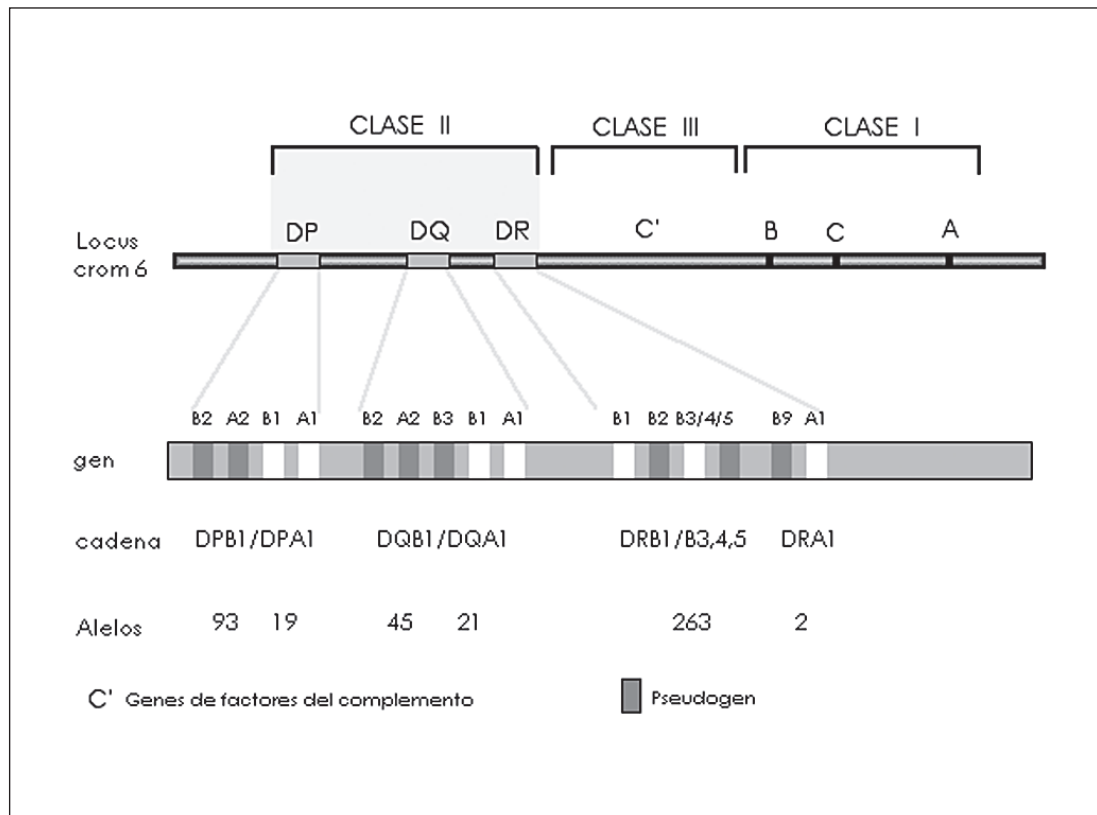 CLASE II CLASE III CLASE I
DP DQ DR C' B C A
Locus
crom 6
B2 A2 B1 A1 B2 A2 B3 B1 A1 B1 B2 B3/4/5 B9 A1
gen
cadena DPB1/DPA1 DQB1/DQA1 DRB1/B3,4,5 DRA1
Alelos 93 19 45 21 263 2
C' Genes de factores del complemento Pseudogen